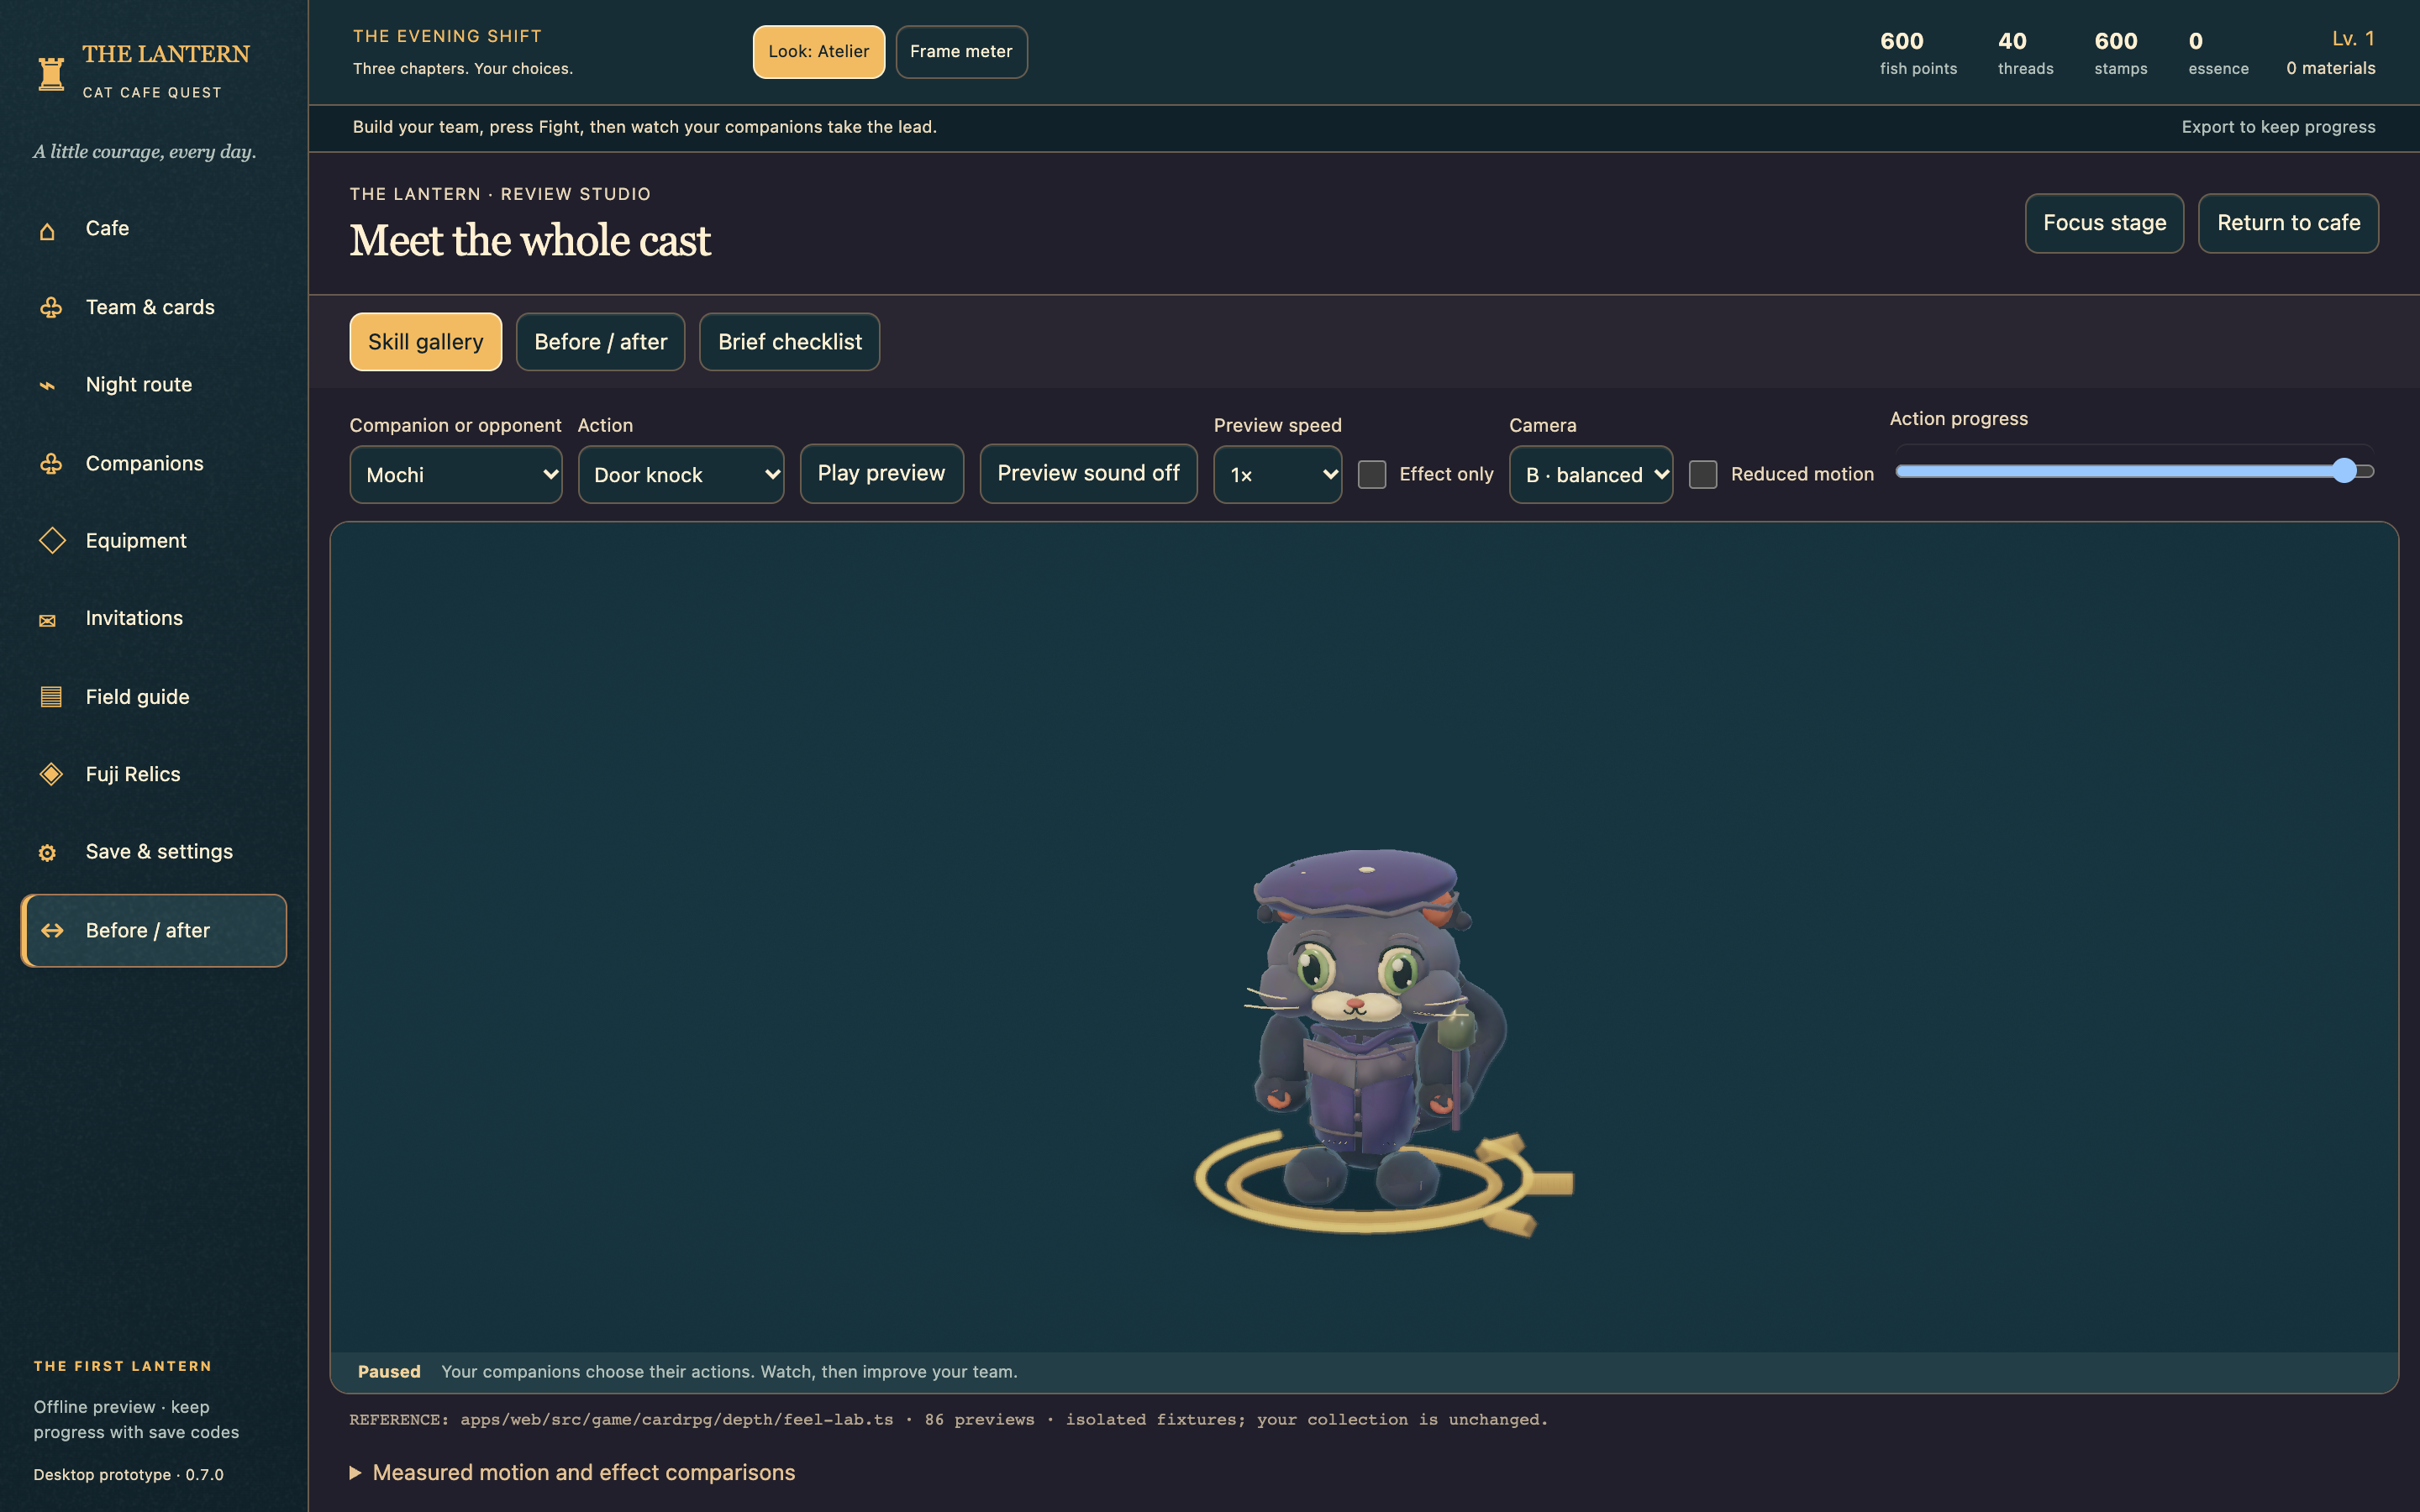 THE LANTERN
CAT CAFE QUEST
A little courage, every day.
Cafe
Team & cards
Night route
Companions
Equipment
Invitations
Field guide
Fuji Relics
Save & settings
Before / after
THE FIRST LANTERN
Offline preview · keep
progress with save codes
Desktop prototype · 0.7.0
THE EVENING SHIFT
Three chapters. Your choices.
Look: Atelier
Frame meter
600
fish points
40
threads
600
stamps
0
essence
Lv. 1
0 materials
Build your team, press Fight, then watch your companions take the lead.
Export to keep progress
THE LANTERN · REVIEW STUDIO
Meet the whole cast
Focus stage
Return to cafe
Skill gallery
Before / after
Brief checklist
Companion or opponent
Mochi
Action
Door knock
Play preview
Preview sound off
Preview speed
1×
Effect only
Camera
B · balanced
Reduced motion
Action progress
Paused Your companions choose their actions. Watch, then improve your team.
REFERENCE: apps/web/src/game/cardrpg/depth/feel-lab.ts · 86 previews · isolated fixtures; your collection is unchanged.
Measured motion and effect comparisons